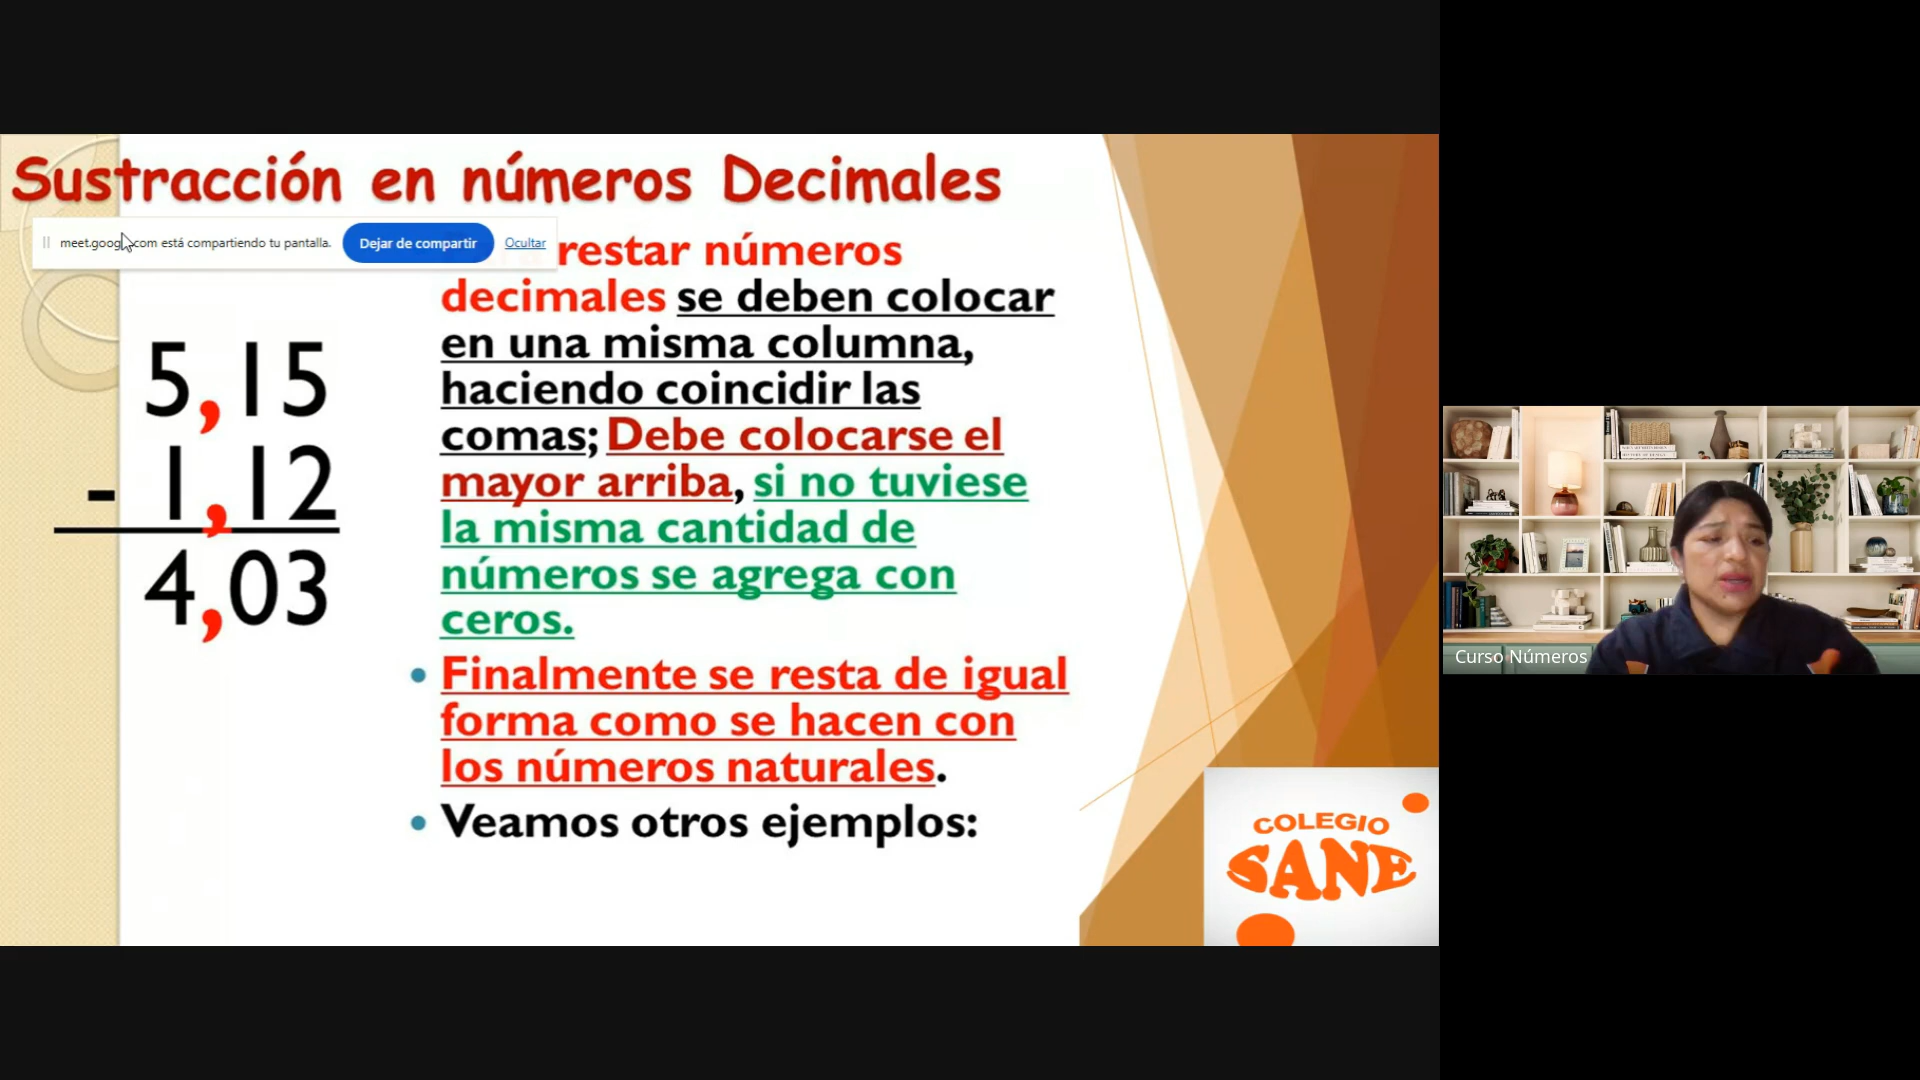 Sustracción en números Decimales
meet.goog com está compartiendo tu pantalla.
Dejar de compartir
Ocultar
restar números
decimales se deben colocar
en una misma columna,
haciendo coincidir las
comas; Debe colocarse el
mayor arriba, si no tuviese
la misma cantidad de
números se agrega con
ceros.
• Finalmente se resta de igual
forma como se hacen con
los números naturales.
• Veamos otros ejemplos:
5,15
- 1,12
4,03
COLEGIO
SANE
Curso Números